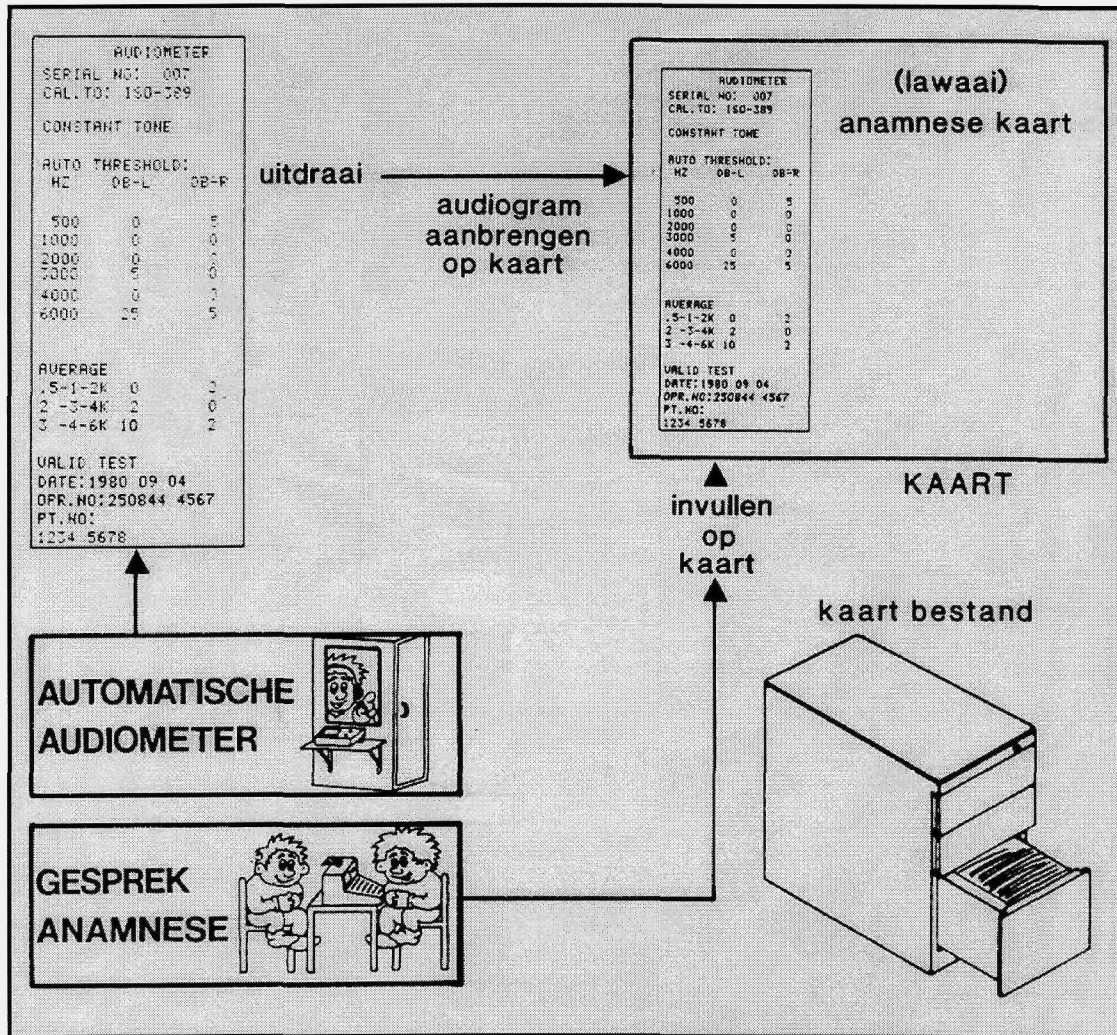 AUDIOMETER
SERIAL NO: 007
CAL.TO: ISO-389
CONSTANT TONE
AUTO THRESHOLD:
HZ DB-L DB-R
500 0 5
1000 0 0
2000 0 0
3000 5 0
4000 0 0
6000 25 5
AVERAGE
.5-1-2K 0 2
2 -3-4K 2 0
3 -4-6K 10 2
VALID TEST
DATE:1980 09 04
OPR.NO:250844 4567
PT.NO:
1234 5678
uitdraai
audiogram
aanbrengen
op kaart
AUDIOMETER
SERIAL NO: 007
CAL.TO: ISO-389
CONSTANT TONE
AUTO THRESHOLD:
HZ DB-L DB-R
500 0 5
1000 0 0
2000 0 0
3000 5 0
4000 0 0
6000 25 5
AVERAGE
.5-1-2K 0 2
2 -3-4K 2 0
3 -4-6K 10 2
VALID TEST
DATE:1980 09 04
OPR.NO:250844 4567
PT.NO:
1234 5678
(lawaai)
anamnese kaart
KAART
invullen
op
kaart
kaart bestand
AUTOMATISCHE
AUDIOMETER
GESPREK
ANAMNESE